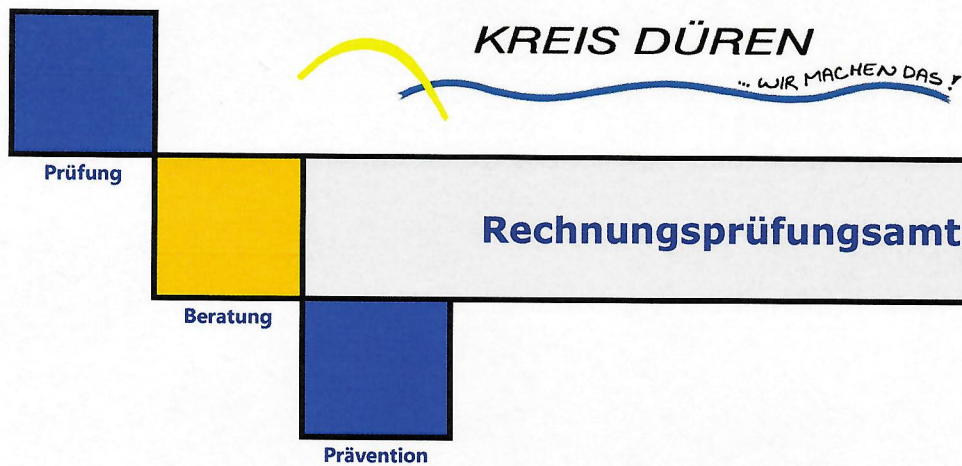 KREIS DÜREN
... WIR MACHEN DAS!
Prüfung
Rechnungsprüfungsamt
Beratung
Prävention